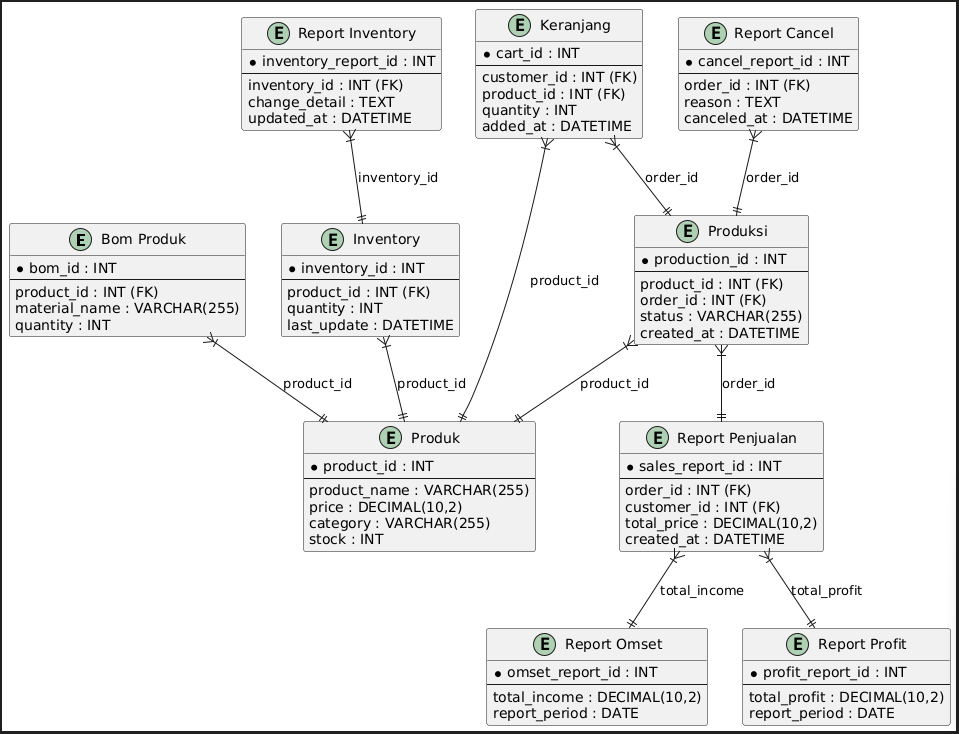 E Report Inventory
inventory_report_id : INT
inventory_id : INT (FK)
change_detail : TEXT
updated_at : DATETIME
E Keranjang
cart_id : INT
customer_id : INT (FK)
product_id : INT (FK)
quantity : INT
added_at : DATETIME
E Report Cancel
cancel_report_id : INT
order_id : INT (FK)
reason : TEXT
canceled_at : DATETIME
inventory_id
order_id
order_id
E Bom Produk
bom_id : INT
product_id : INT (FK)
material_name : VARCHAR(255)
quantity : INT
E Inventory
inventory_id : INT
product_id : INT (FK)
quantity : INT
last_update : DATETIME
product_id
E Produksi
production_id : INT
product_id : INT (FK)
order_id : INT (FK)
status : VARCHAR(255)
created_at : DATETIME
product_id
product_id
product_id
order_id
E Produk
product_id : INT
product_name : VARCHAR(255)
price : DECIMAL(10,2)
category : VARCHAR(255)
stock : INT
E Report Penjualan
sales_report_id : INT
order_id : INT (FK)
customer_id : INT (FK)
total_price : DECIMAL(10,2)
created_at : DATETIME
total_income
total_profit
E Report Omset
omset_report_id : INT
total_income : DECIMAL(10,2)
report_period : DATE
E Report Profit
profit_report_id : INT
total_profit : DECIMAL(10,2)
report_period : DATE